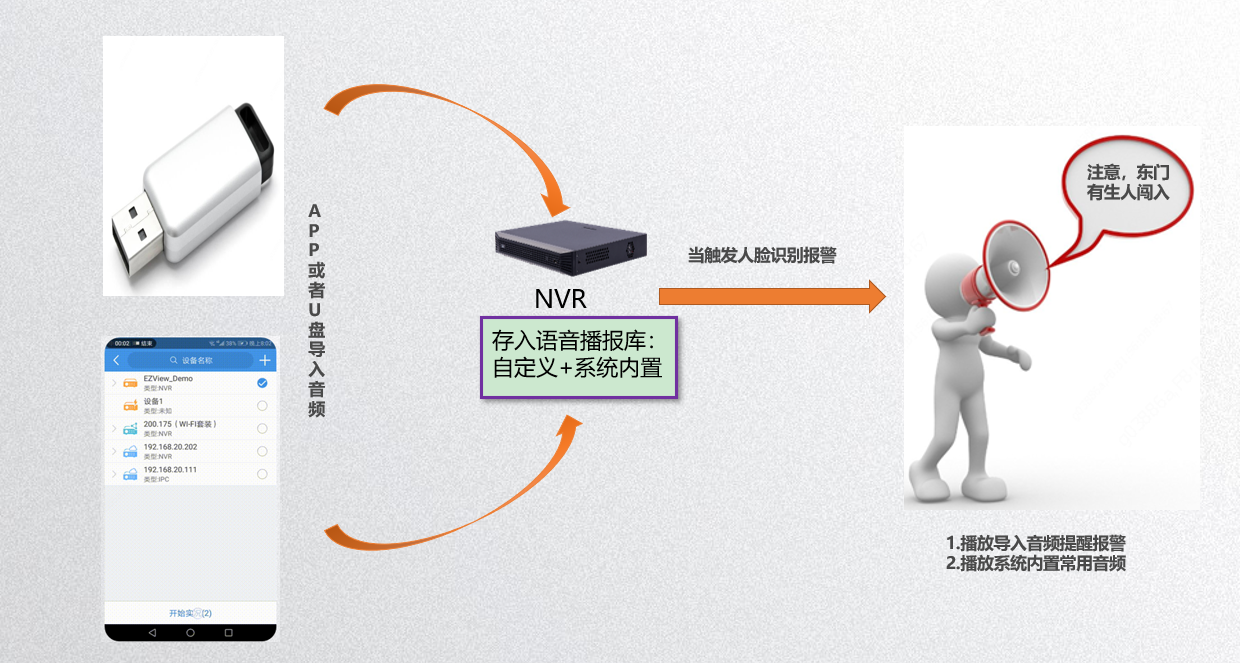 APP或者U盘导入音频
00:02
结束
38%
晚上8:02
设备名称
EZView_Demo
类型:NVR
设备1
类型:未知
200.175（WI-FI套装）
类型:NVR
192.168.20.202
类型:NVR
192.168.20.111
类型:IPC
开始实(2)
NVR
存入语音播报库：
自定义+系统内置
当触发人脸识别报警
注意，东门
有生人闯入
1.播放导入音频提醒报警
2.播放系统内置常用音频